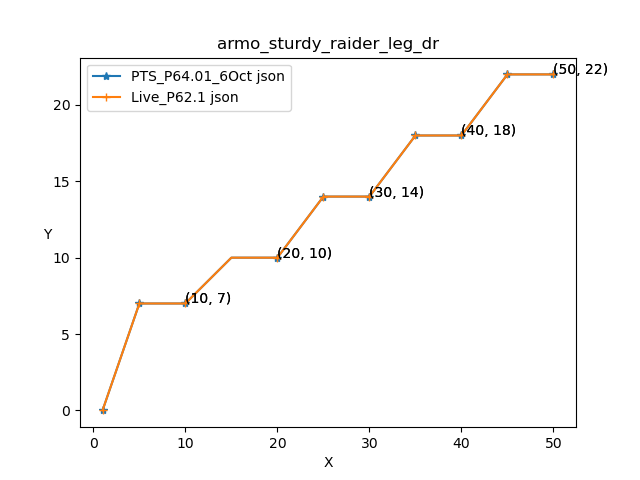 armo_sturdy_raider_leg_dr
PTS_P64.01_6Oct json
Live_P62.1 json
(50, 22)
(40, 18)
(30, 14)
(20, 10)
(10, 7)
Y
20
15
10
5
0
0 10 20 30 40 50
X